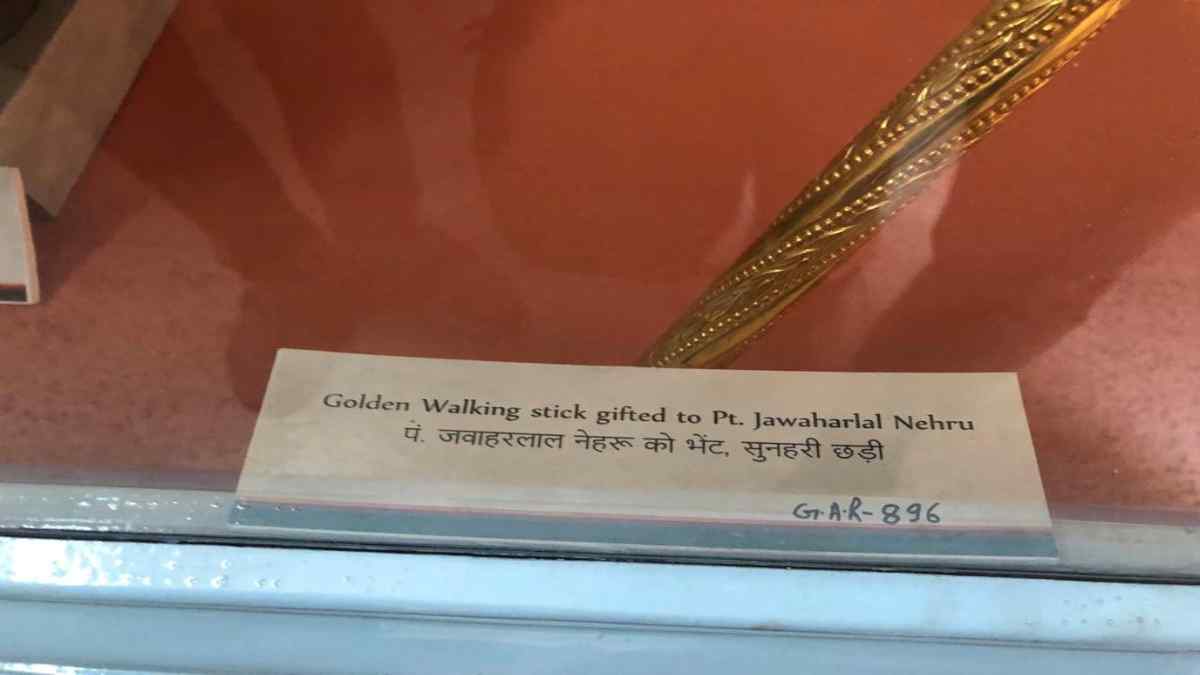 Golden Walking stick gifted to Pt. Jawaharlal Nehru
पं. जवाहरलाल नेहरू को भेंट, सुनहरी छड़ी
G.A.R-896